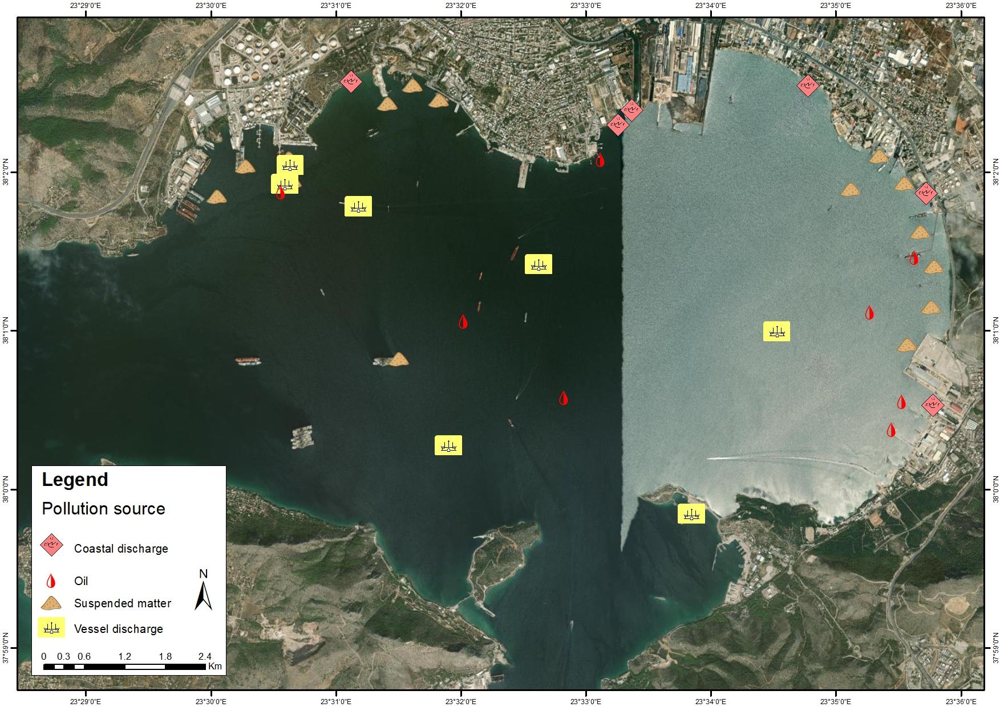 23°29'0"E 23°30'0"E 23°31'0"E 23°32'0"E 23°33'0"E 23°34'0"E 23°35'0"E 23°36'0"E
38°2'0"N 38°2'0"N
38°1'0"N 38°1'0"N
38°0'0"N 38°0'0"N
37°59'0"N 37°59'0"N
Legend
Pollution source
Coastal discharge
Oil
N
Suspended matter
Vessel discharge
0 0.3 0.6 1.2 1.8 2.4
Km
23°29'0"E 23°30'0"E 23°31'0"E 23°32'0"E 23°33'0"E 23°34'0"E 23°35'0"E 23°36'0"E